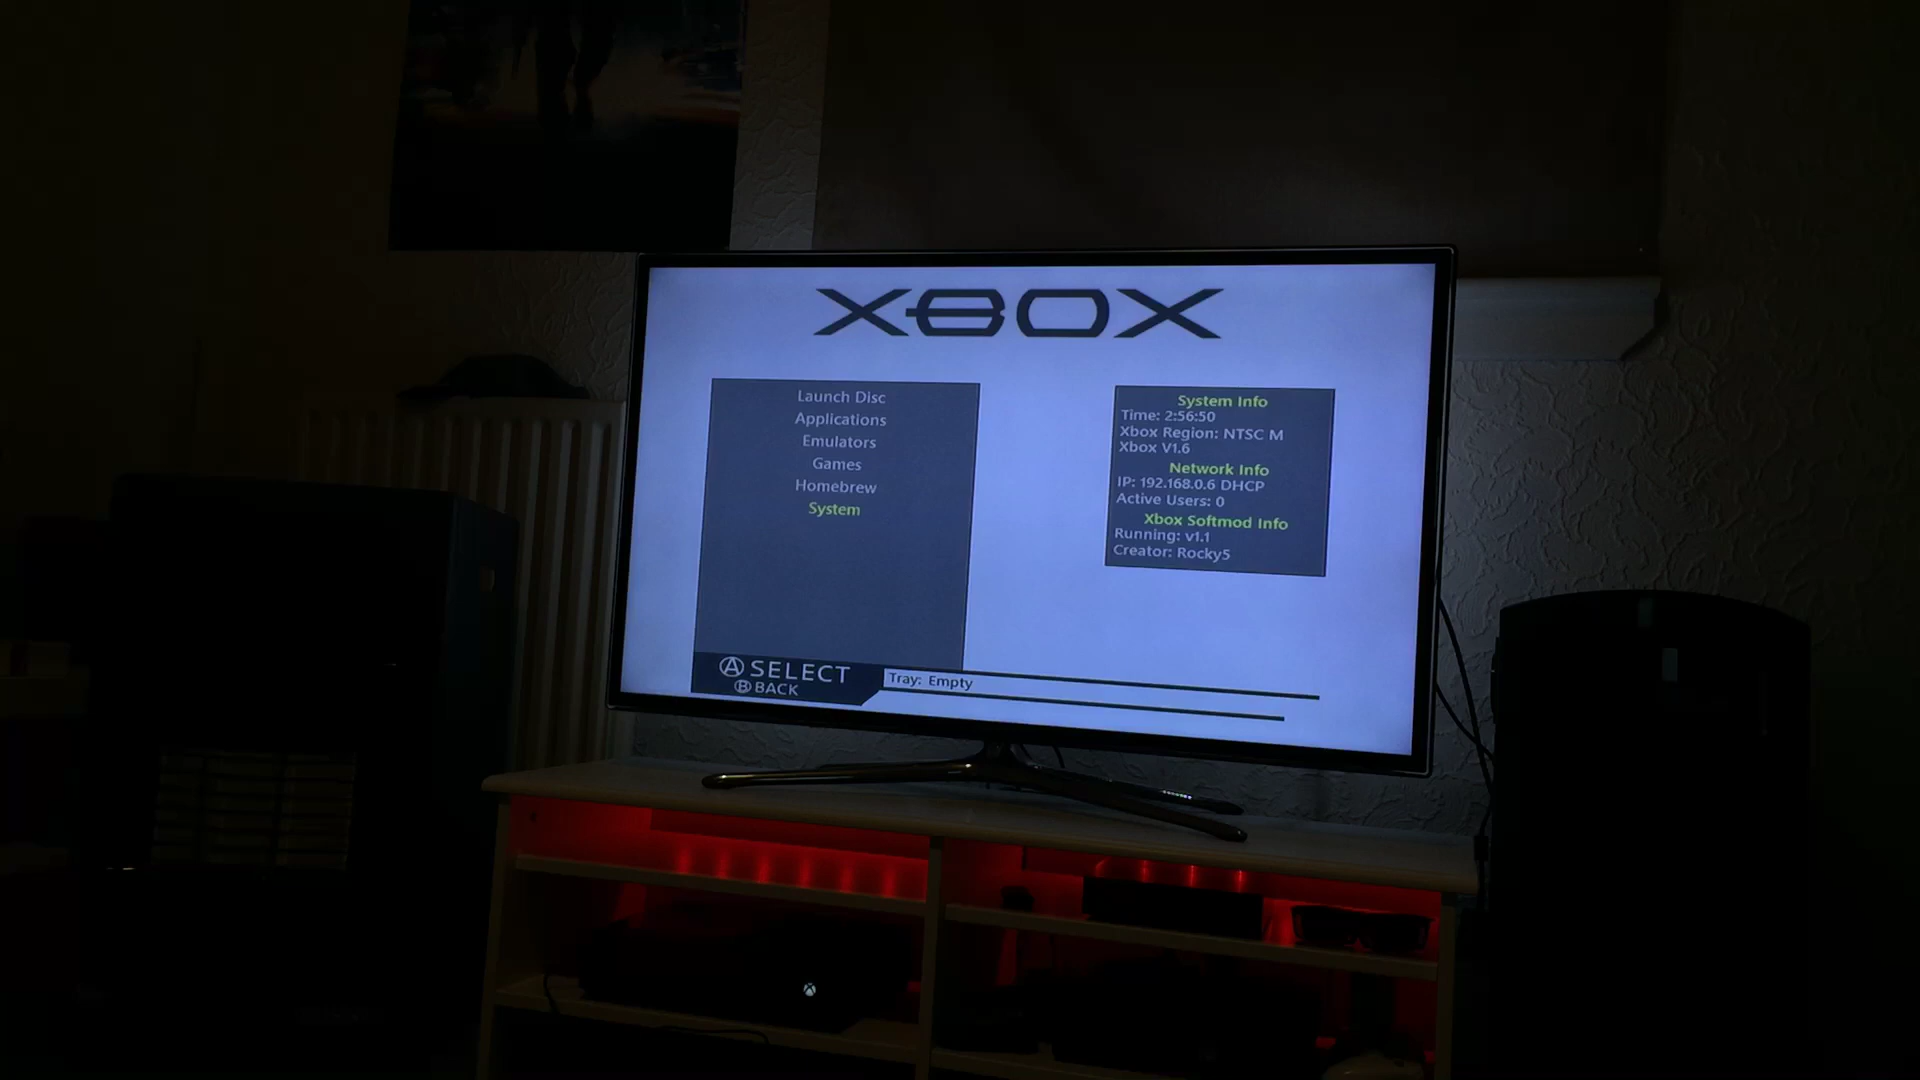 XBOX
Launch Disc
Applications
Emulators
Games
Homebrew
System
System Info
Time: 2:56:50
Xbox Region: NTSC M
Xbox V1.6
Network Info
IP: 192.168.0.6 DHCP
Active Users: 0
Xbox Softmod Info
Running: v1.1
Creator: Rocky5
A SELECT
B BACK
Tray: Empty